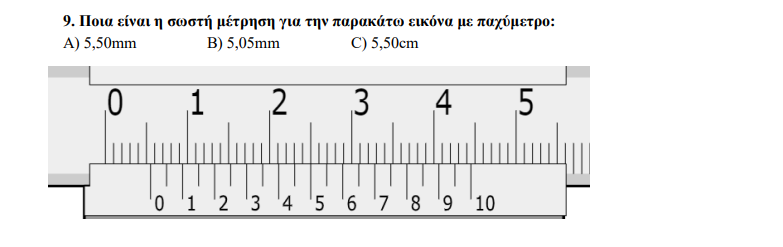 9. Ποια είναι η σωστή μέτρηση για την παρακάτω εικόνα με παχύμετρο:
A) 5,50mm B) 5,05mm C) 5,50cm
0 1 2 3 4 5
0 1 2 3 4 5 6 7 8 9 10